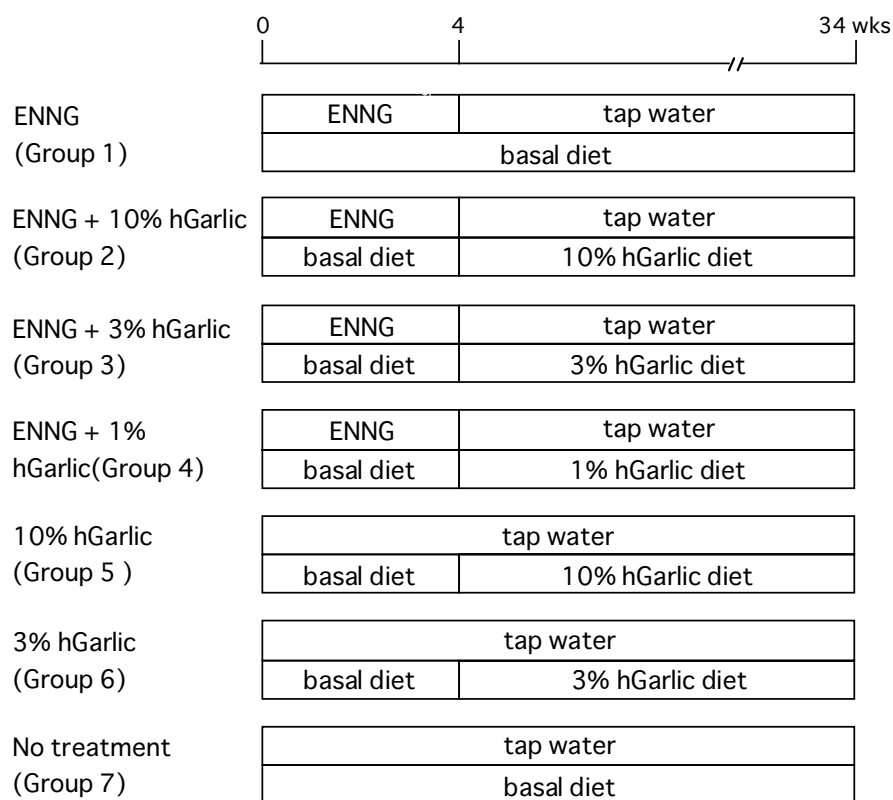 0 4 34 wks
ENNG
(Group 1)
ENNG tap water
basal diet
ENNG + 10% hGarlic
(Group 2)
ENNG tap water
basal diet 10% hGarlic diet
ENNG + 3% hGarlic
(Group 3)
ENNG tap water
basal diet 3% hGarlic diet
ENNG + 1%
hGarlic(Group 4)
ENNG tap water
basal diet 1% hGarlic diet
10% hGarlic
(Group 5 )
tap water
basal diet 10% hGarlic diet
3% hGarlic
(Group 6)
tap water
basal diet 3% hGarlic diet
No treatment
(Group 7)
tap water
basal diet